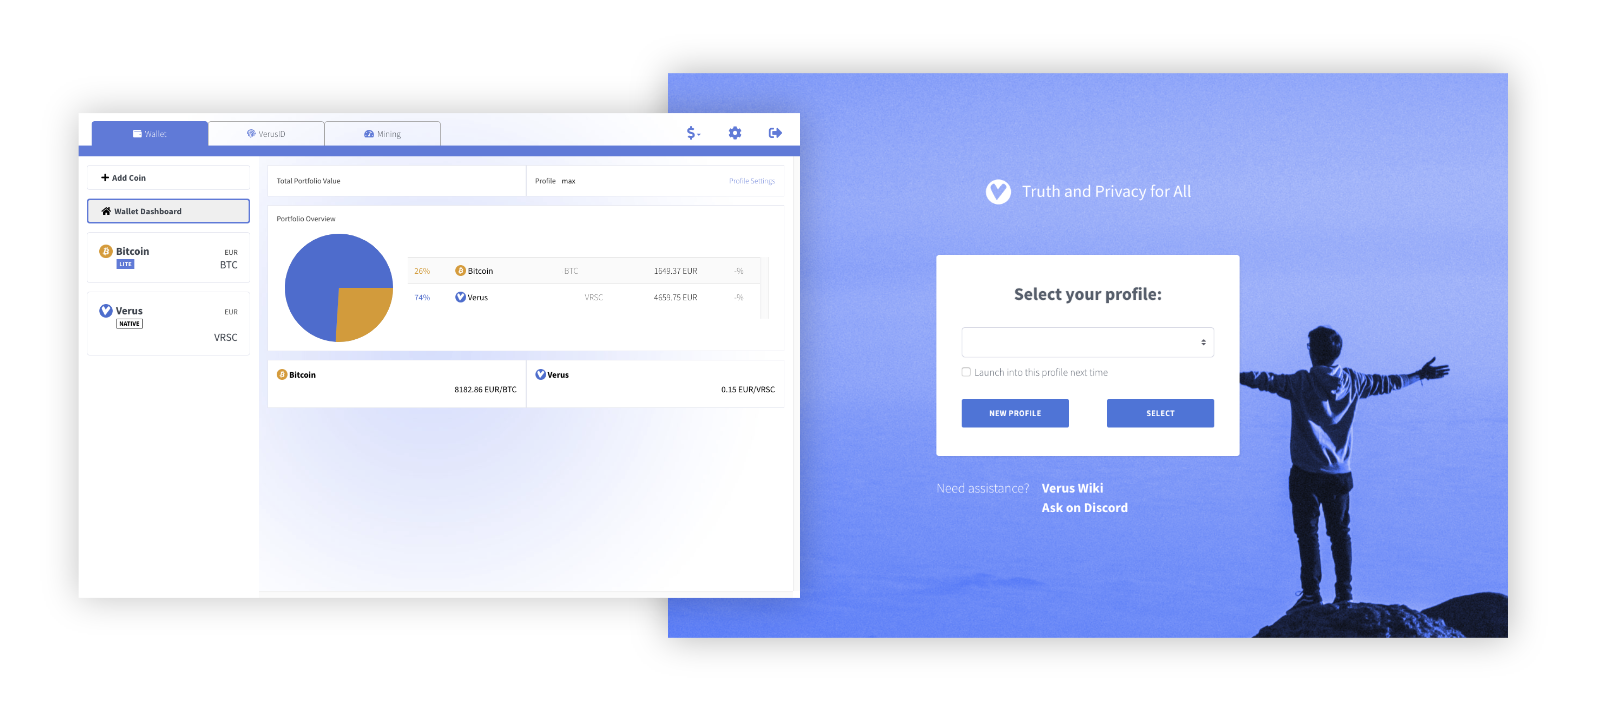 Wallet
VerusID
Mining
$
Add Coin
Wallet Dashboard
Bitcoin
EUR
LITE
BTC
Verus
EUR
NATIVE
VRSC
Total Portfolio Value
Profile max
Profile Settings
Portfolio Overview
26% Bitcoin BTC 1649.37 EUR -%
74% Verus VRSC 4659.75 EUR -%
Bitcoin
8182.86 EUR/BTC
Verus
0.15 EUR/VRSC
Truth and Privacy for All
Select your profile:
Launch into this profile next time
NEW PROFILE
SELECT
Need assistance? Verus Wiki
Ask on Discord